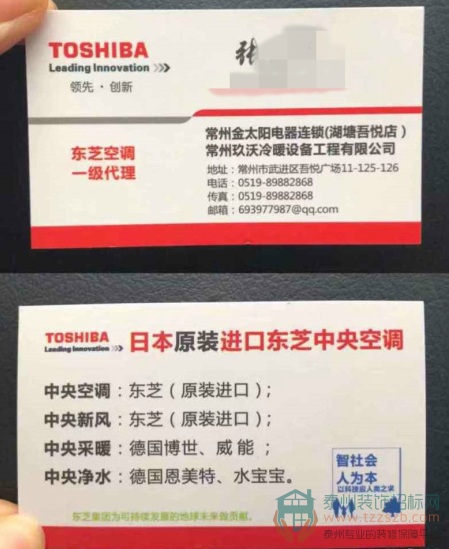 TOSHIBA
Leading Innovation >>>
领先·创新
东芝空调
一级代理
常州金太阳电器连锁(湖塘吾悦店)
常州玖沃冷暖设备工程有限公司
地址:常州市武进区吾悦广场11-125-126
电话:0519-89882868
传真:0519-89882868
邮箱:693977987@qq.com
TOSHIBA
Leading Innovation >>>
日本原装进口东芝中央空调
中央空调:东芝(原装进口);
中央新风:东芝(原装进口);
中央采暖:德国博世、威能;
中央净水:德国恩美特、水宝宝。
智社会
人为本
以科技应人类之求
东芝集团为可持续发展的地球未来做贡献。
泰州装饰招标网
www.tzzszb.com
泰州专业的装修保障平台